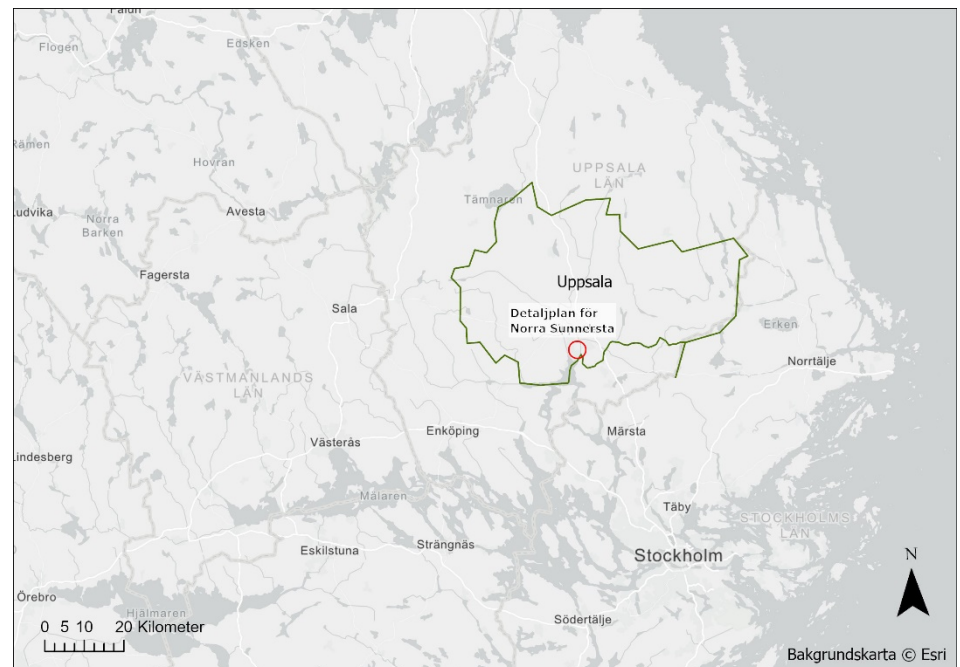 Falun
Flogen
Edsken
Rämen
Hovran
UPPSALA
LÄN
Tämnaren
Ludvika
Norra
Barken
Avesta
Fagersta
Uppsala
Sala
Detaljplan för
Norra Sunnersta
Erken
Norrtälje
VÄSTMANLANDS
LÄN
Enköping
Märsta
Västerås
Lindesberg
Mälaren
Täby
STOCKHOLMS
LÄN
Eskilstuna
Strängnäs
Stockholm
N
Örebro
Hjälmaren
Södertälje
0 5 10 20 Kilometer
Bakgrundskarta © Esri